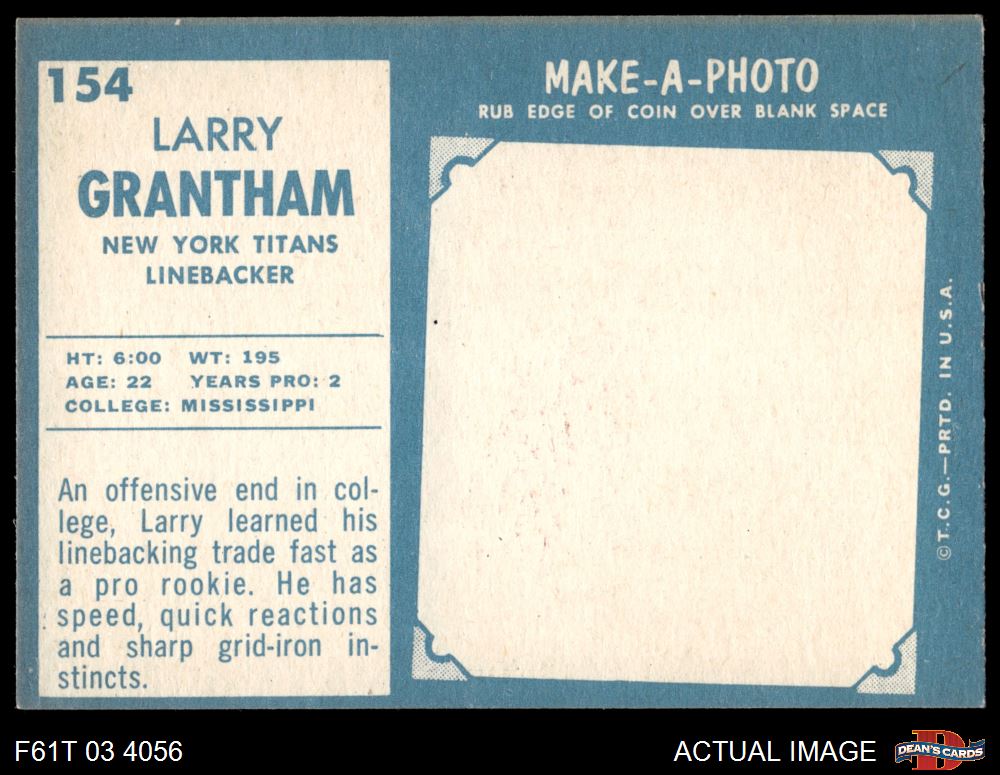 154
LARRY
GRANTHAM
NEW YORK TITANS
LINEBACKER
HT: 6:00 WT: 195
AGE: 22 YEARS PRO: 2
COLLEGE: MISSISSIPPI
An offensive end in col-
lege, Larry learned his
linebacking trade fast as
a pro rookie. He has
speed, quick reactions
and sharp grid-iron in-
stincts.
MAKE-A-PHOTO
RUB EDGE OF COIN OVER BLANK SPACE
© T.C.G.—PRTD. IN U.S.A.
F61T 03 4056
ACTUAL IMAGE
D
DEAN'S CARDS